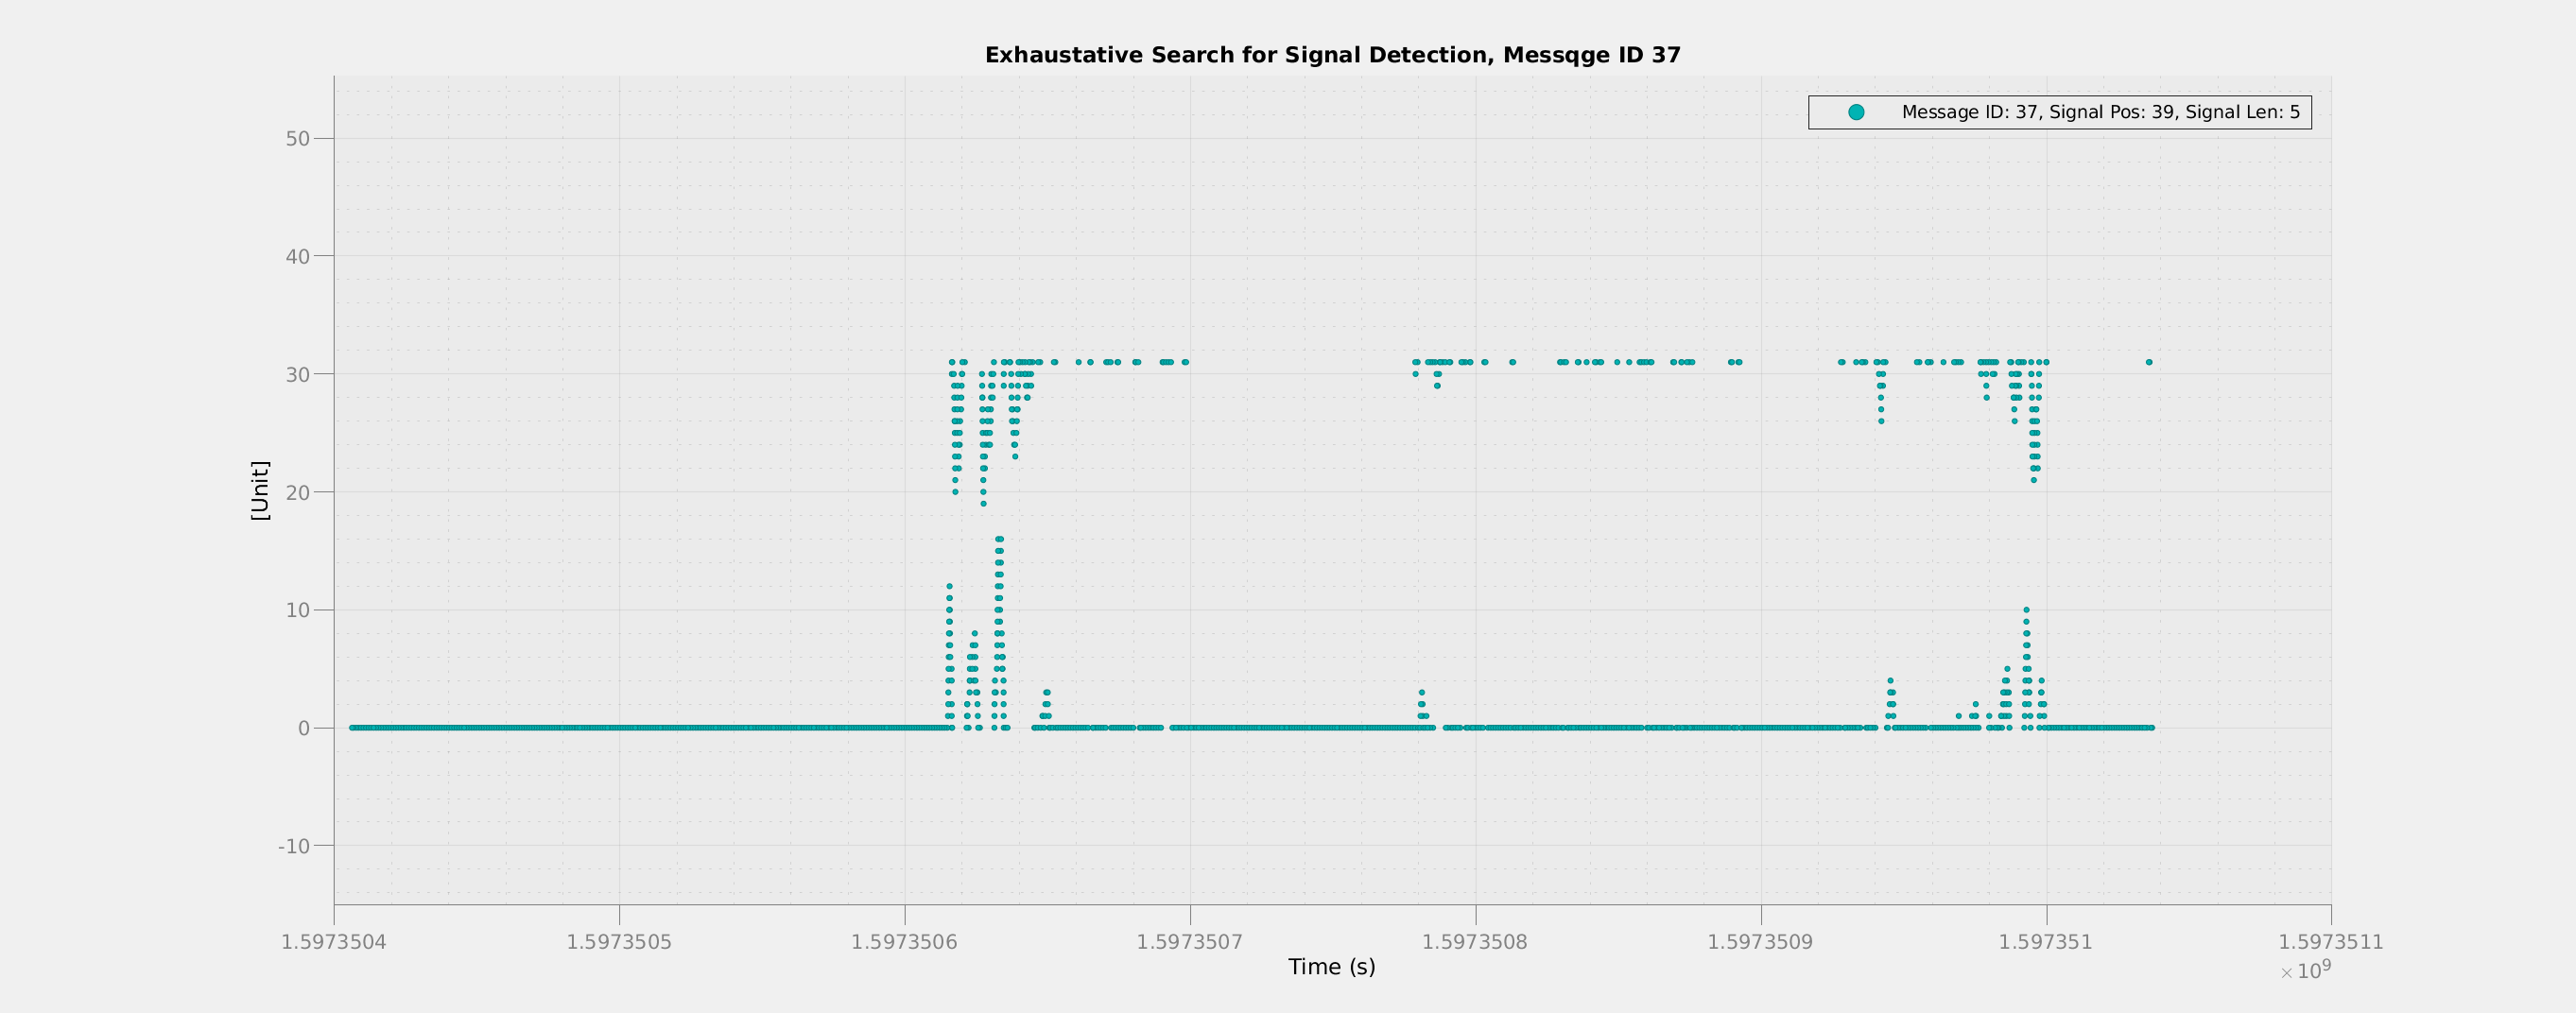 Exhaustative Search for Signal Detection, Messqge ID 37
Message ID: 37, Signal Pos: 39, Signal Len: 5
50
40
30
20
10
0
-10
[Unit]
1.5973504 1.5973505 1.5973506 1.5973507 1.5973508 1.5973509 1.597351 1.5973511
Time (s)
× 10⁹